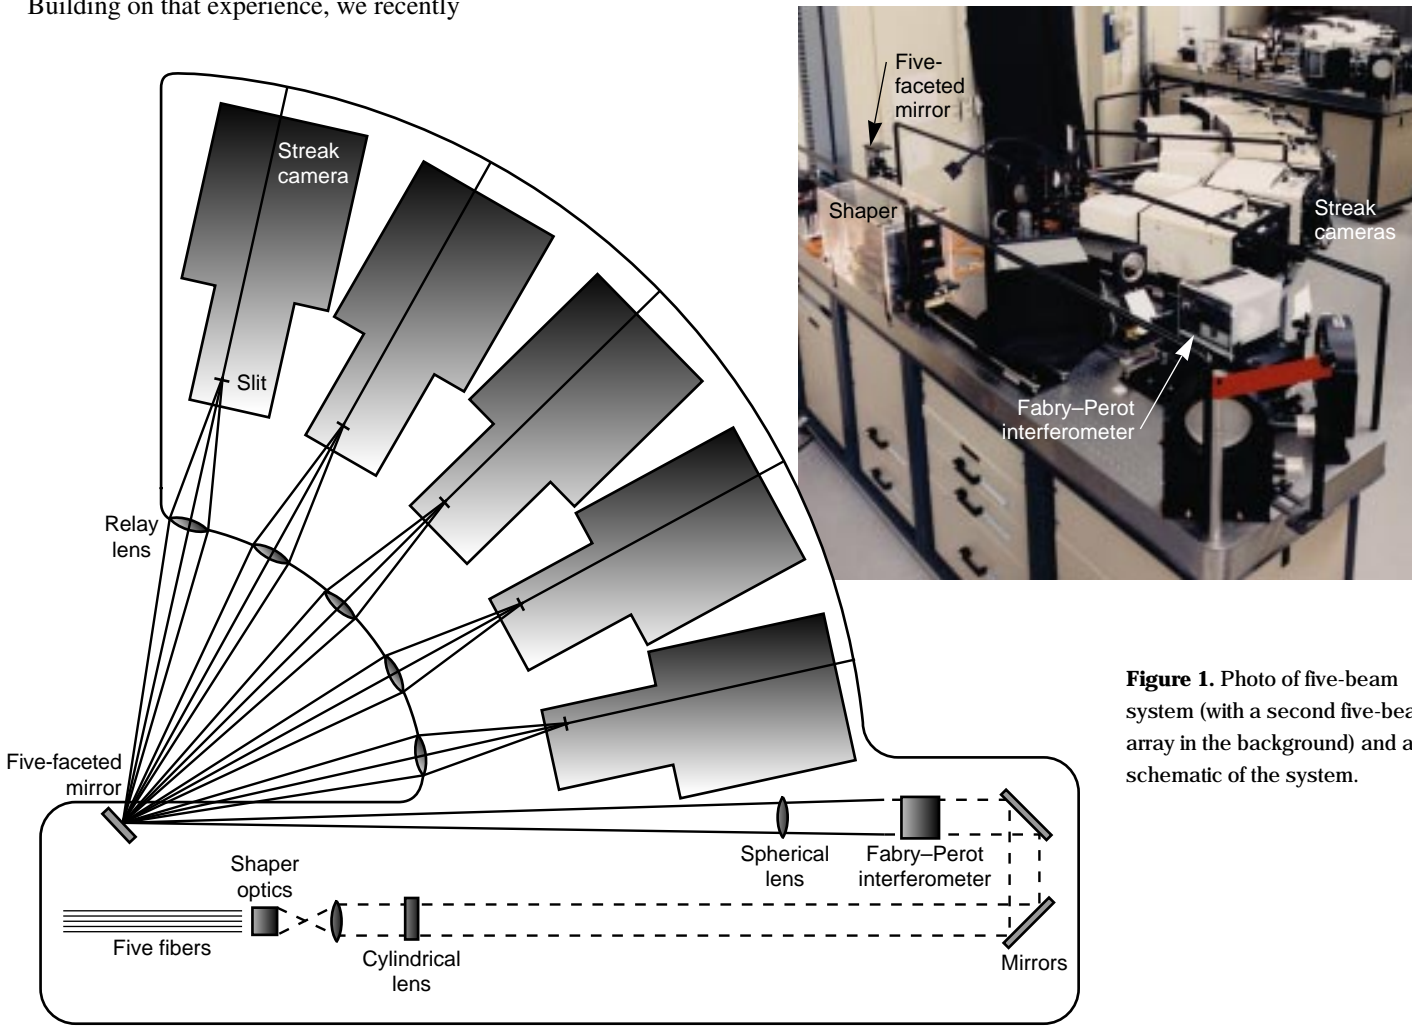 Building on that experience, we recently
Five-
faceted
mirror
Shaper
Streak
cameras
Fabry–Perot
interferometer
Streak
camera
Slit
Relay
lens
Five-faceted
mirror
Shaper
optics
Five fibers
Cylindrical
lens
Spherical
lens
Fabry–Perot
interferometer
Mirrors
Figure 1. Photo of five-beam
system (with a second five-bea
array in the background) and a
schematic of the system.